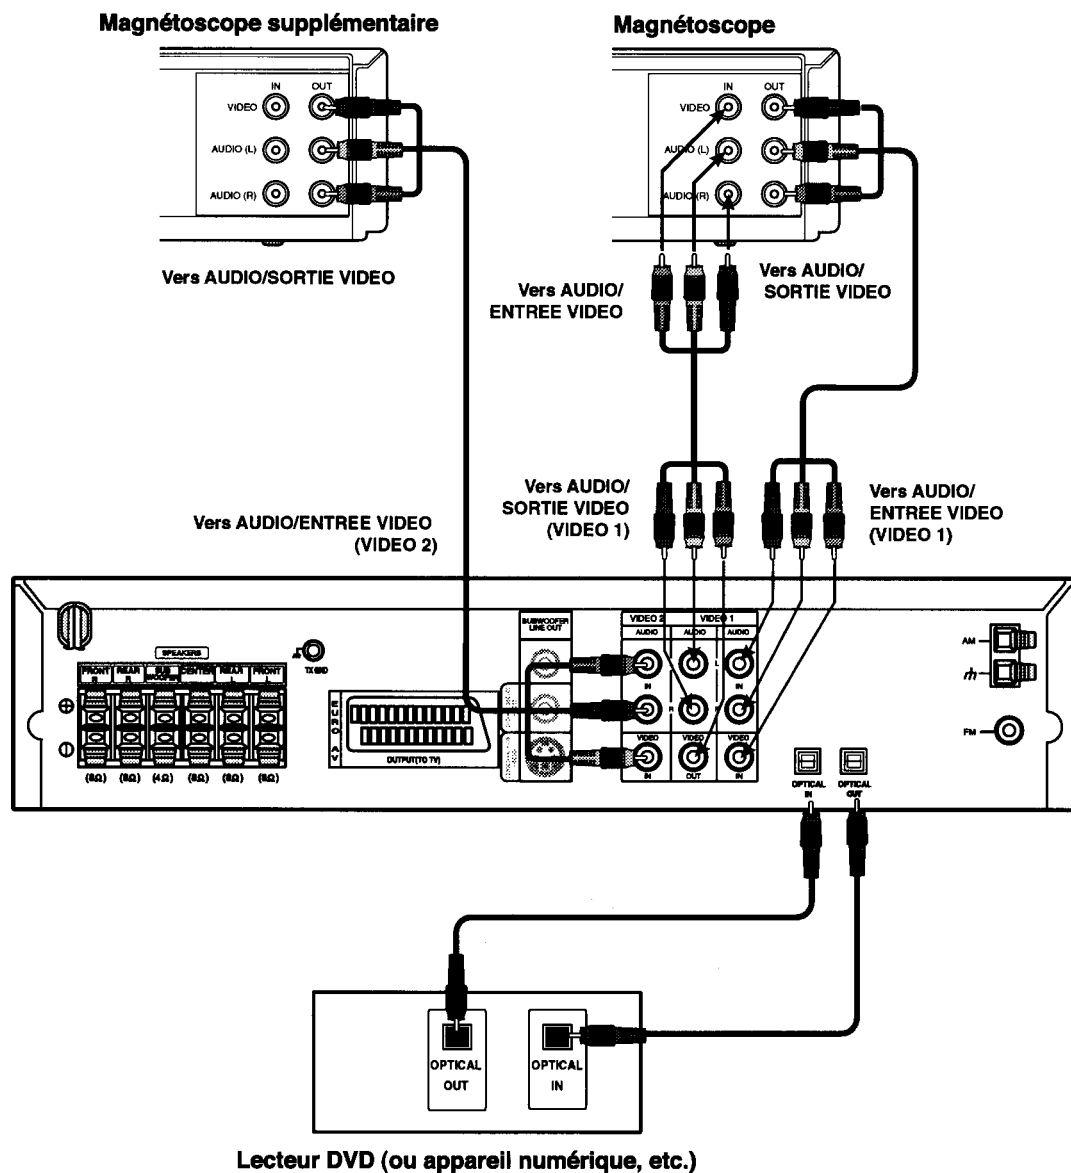 Magnétoscope supplémentaire
Magnétoscope
IN OUT
VIDEO
AUDIO (L)
AUDIO (R)
IN OUT
VIDEO
AUDIO (L)
AUDIO (R)
Vers AUDIO/SORTIE VIDEO
Vers AUDIO/
ENTREE VIDEO
Vers AUDIO/
SORTIE VIDEO
Vers AUDIO/ENTREE VIDEO
(VIDEO 2)
Vers AUDIO/
SORTIE VIDEO
(VIDEO 1)
Vers AUDIO/
ENTREE VIDEO
(VIDEO 1)
SPEAKERS
FRONT R
REAR R
SUB WOOFER
CENTER
REAR L
FRONT L
(8Ω) (8Ω) (4Ω) (8Ω) (8Ω) (8Ω)
EURO AV
OUTPUT(TO TV)
SUBWOOFER
LINE OUT
VIDEO 2 VIDEO 1
AUDIO AUDIO AUDIO
L
IN IN
R
VIDEO VIDEO VIDEO
IN OUT IN
AM
FM
OPTICAL
IN
OPTICAL
OUT
OPTICAL
OUT
OPTICAL
IN
Lecteur DVD (ou appareil numérique, etc.)